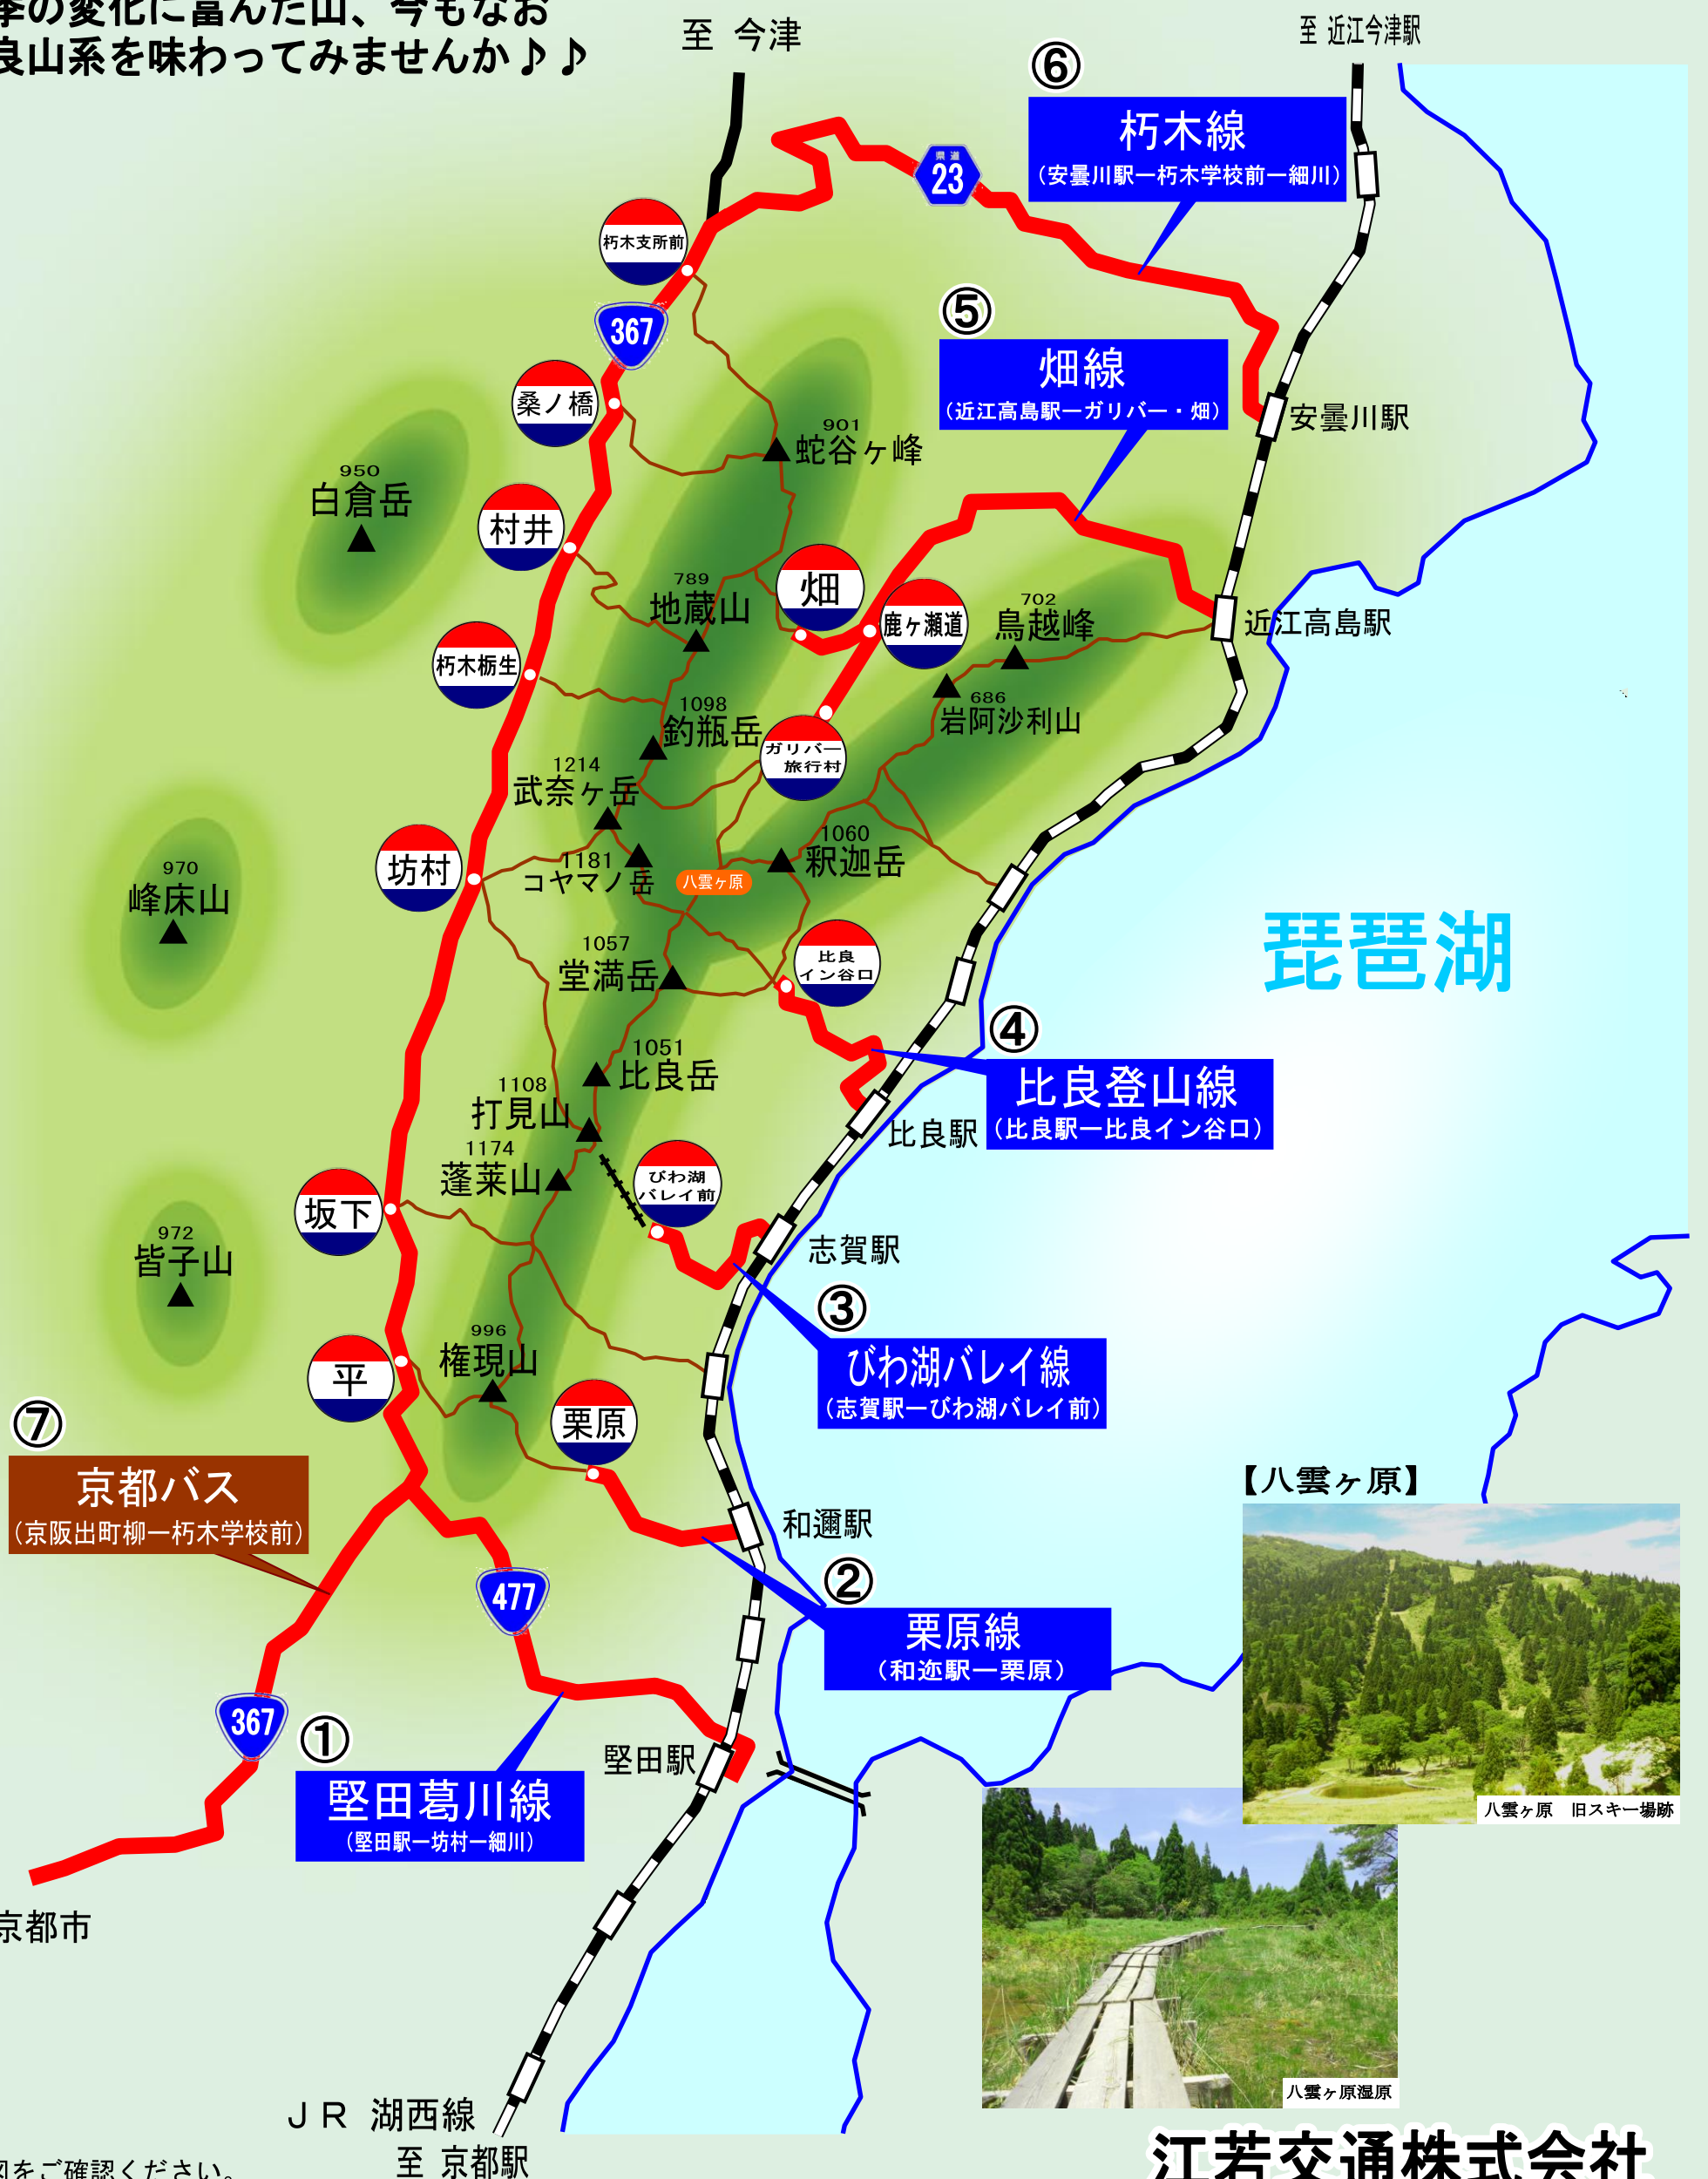 季の変化に富んだ山、今もなお
良山系を味わってみませんか♪♪
至 今津
至 近江今津駅
⑥
朽木線
（安曇川駅ー朽木学校前ー細川）
県道
23
朽木支所前
367
⑤
畑線
（近江高島駅ーガリバー・畑）
桑ノ橋
安曇川駅
901
蛇谷ヶ峰
950
白倉岳
村井
畑
789
地蔵山
鹿ヶ瀬道
702
鳥越峰
近江高島駅
朽木栃生
686
岩阿沙利山
1098
釣瓶岳
ガリバー
旅行村
1214
武奈ヶ岳
1060
釈迦岳
坊村
1181
コヤマノ岳
八雲ヶ原
970
峰床山
琵琶湖
1057
堂満岳
比良
イン谷口
④
比良登山線
（比良駅ー比良イン谷口）
1051
比良岳
1108
打見山
比良駅
1174
蓬莱山
びわ湖
バレイ前
坂下
志賀駅
972
皆子山
③
びわ湖バレイ線
（志賀駅ーびわ湖バレイ前）
996
権現山
平
栗原
⑦
京都バス
（京阪出町柳ー朽木学校前）
【八雲ヶ原】
和邇駅
②
栗原線
（和迩駅ー栗原）
477
367
①
堅田駅
堅田葛川線
（堅田駅ー坊村ー細川）
八雲ヶ原　旧スキー場跡
京都市
八雲ヶ原湿原
ＪＲ 湖西線
至 京都駅
江若交通株式会社
図をご確認ください。